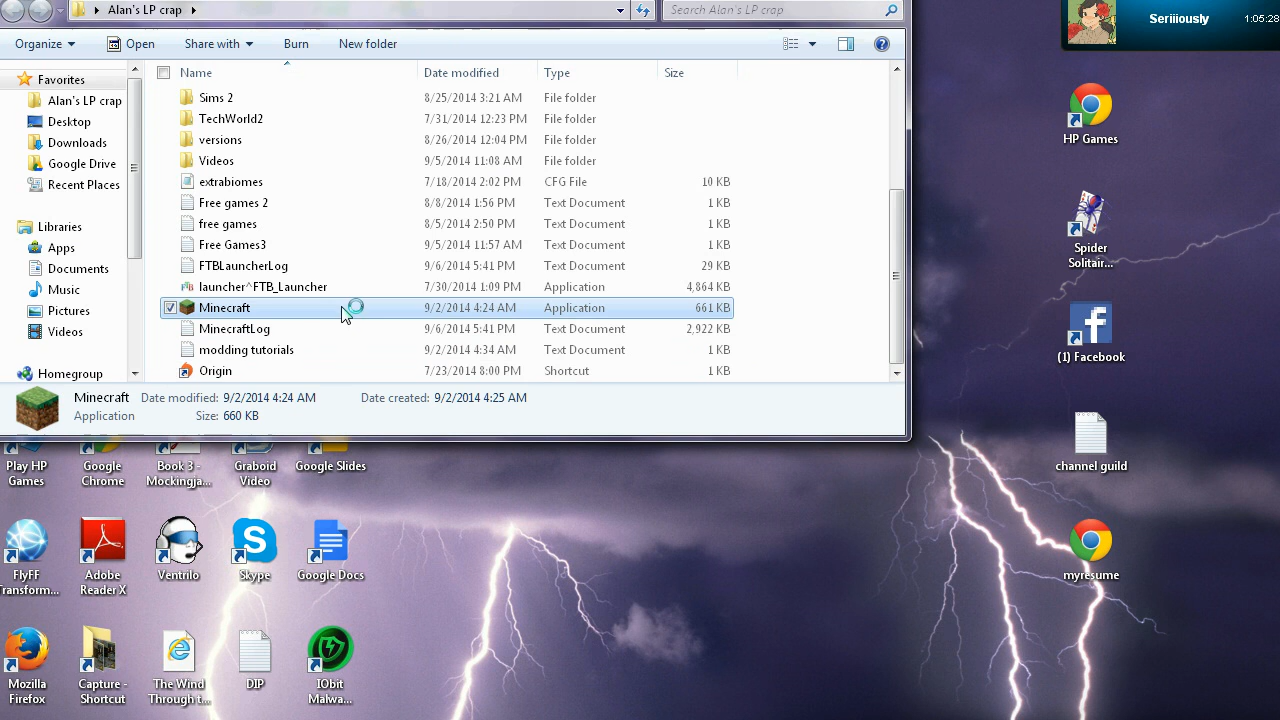 Alan's LP crap
Search Alan's LP crap
Seriiiously
1:05:28
Organize
Open
Share with
Burn
New folder
Name
Date modified
Type
Size
Favorites
Alan's LP crap
Desktop
Downloads
Google Drive
Recent Places
Libraries
Apps
Documents
Music
Pictures
Videos
Homegroup
Sims 2 8/25/2014 3:21 AM File folder
TechWorld2 7/31/2014 12:23 PM File folder
versions 8/26/2014 12:04 PM File folder
Videos 9/5/2014 11:08 AM File folder
extrabiomes 7/18/2014 2:02 PM CFG File 10 KB
Free games 2 8/8/2014 1:56 PM Text Document 1 KB
free games 8/5/2014 2:50 PM Text Document 1 KB
Free Games3 9/5/2014 11:57 AM Text Document 1 KB
FTBLauncherLog 9/6/2014 5:41 PM Text Document 29 KB
launcher^FTB_Launcher 7/30/2014 1:09 PM Application 4,864 KB
Minecraft 9/2/2014 4:24 AM Application 661 KB
MinecraftLog 9/6/2014 5:41 PM Text Document 2,922 KB
modding tutorials 9/2/2014 4:34 AM Text Document 1 KB
Origin 7/23/2014 8:00 PM Shortcut 1 KB
Minecraft Date modified: 9/2/2014 4:24 AM Date created: 9/2/2014 4:25 AM
Application Size: 660 KB
HP Games
Spider
Solitair...
(1) Facebook
channel guild
myresume
Play HP
Games
Google
Chrome
Book 3 -
Mockingja...
Graboid
Video
Google Slides
FlyFF
Transform...
Adobe
Reader X
Ventrilo
Skype
Google Docs
Mozilla
Firefox
Capture -
Shortcut
The Wind
Through t...
DIP
IObit
Malwa...